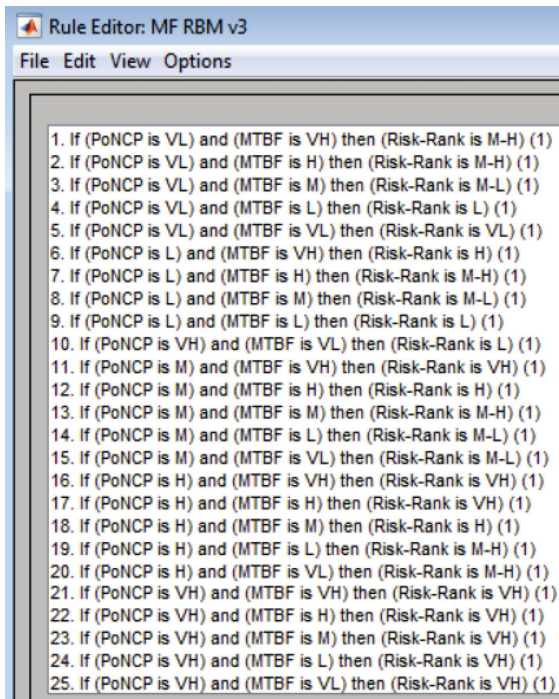 Rule Editor: MF RBM v3
File Edit View Options
1. If (PoNCP is VL) and (MTBF is VH) then (Risk-Rank is M-H) (1)
2. If (PoNCP is VL) and (MTBF is H) then (Risk-Rank is M-H) (1)
3. If (PoNCP is VL) and (MTBF is M) then (Risk-Rank is M-L) (1)
4. If (PoNCP is VL) and (MTBF is L) then (Risk-Rank is L) (1)
5. If (PoNCP is VL) and (MTBF is VL) then (Risk-Rank is VL) (1)
6. If (PoNCP is L) and (MTBF is VH) then (Risk-Rank is H) (1)
7. If (PoNCP is L) and (MTBF is H) then (Risk-Rank is M-H) (1)
8. If (PoNCP is L) and (MTBF is M) then (Risk-Rank is M-L) (1)
9. If (PoNCP is L) and (MTBF is L) then (Risk-Rank is L) (1)
10. If (PoNCP is VH) and (MTBF is VL) then (Risk-Rank is L) (1)
11. If (PoNCP is M) and (MTBF is VH) then (Risk-Rank is VH) (1)
12. If (PoNCP is M) and (MTBF is H) then (Risk-Rank is H) (1)
13. If (PoNCP is M) and (MTBF is M) then (Risk-Rank is M-H) (1)
14. If (PoNCP is M) and (MTBF is L) then (Risk-Rank is M-L) (1)
15. If (PoNCP is M) and (MTBF is VL) then (Risk-Rank is M-L) (1)
16. If (PoNCP is H) and (MTBF is VH) then (Risk-Rank is VH) (1)
17. If (PoNCP is H) and (MTBF is H) then (Risk-Rank is VH) (1)
18. If (PoNCP is H) and (MTBF is M) then (Risk-Rank is H) (1)
19. If (PoNCP is H) and (MTBF is L) then (Risk-Rank is M-H) (1)
20. If (PoNCP is H) and (MTBF is VL) then (Risk-Rank is M-H) (1)
21. If (PoNCP is VH) and (MTBF is VH) then (Risk-Rank is VH) (1)
22. If (PoNCP is VH) and (MTBF is H) then (Risk-Rank is VH) (1)
23. If (PoNCP is VH) and (MTBF is M) then (Risk-Rank is VH) (1)
24. If (PoNCP is VH) and (MTBF is L) then (Risk-Rank is VH) (1)
25. If (PoNCP is VH) and (MTBF is VL) then (Risk-Rank is VH) (1)